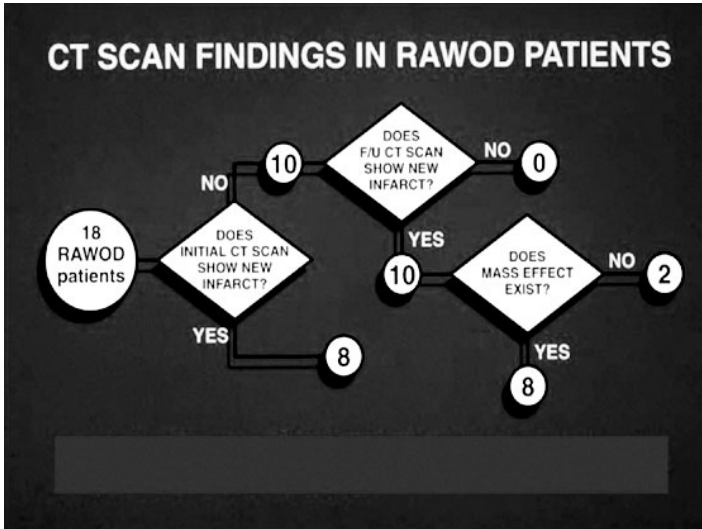 CT SCAN FINDINGS IN RAWOD PATIENTS
18
RAWOD
patients
DOES
INITIAL CT SCAN
SHOW NEW
INFARCT?
NO
10
DOES
F/U CT SCAN
SHOW NEW
INFARCT?
NO
0
YES
10
DOES
MASS EFFECT
EXIST?
NO
2
YES
8
YES
8